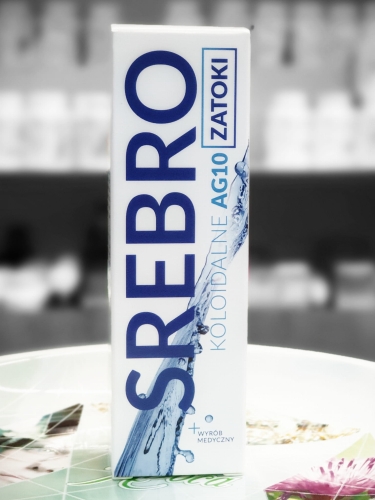 SREBRO
KOLOIDALNE AG10 ZATOKI
WYRÓB
MEDYCZNY